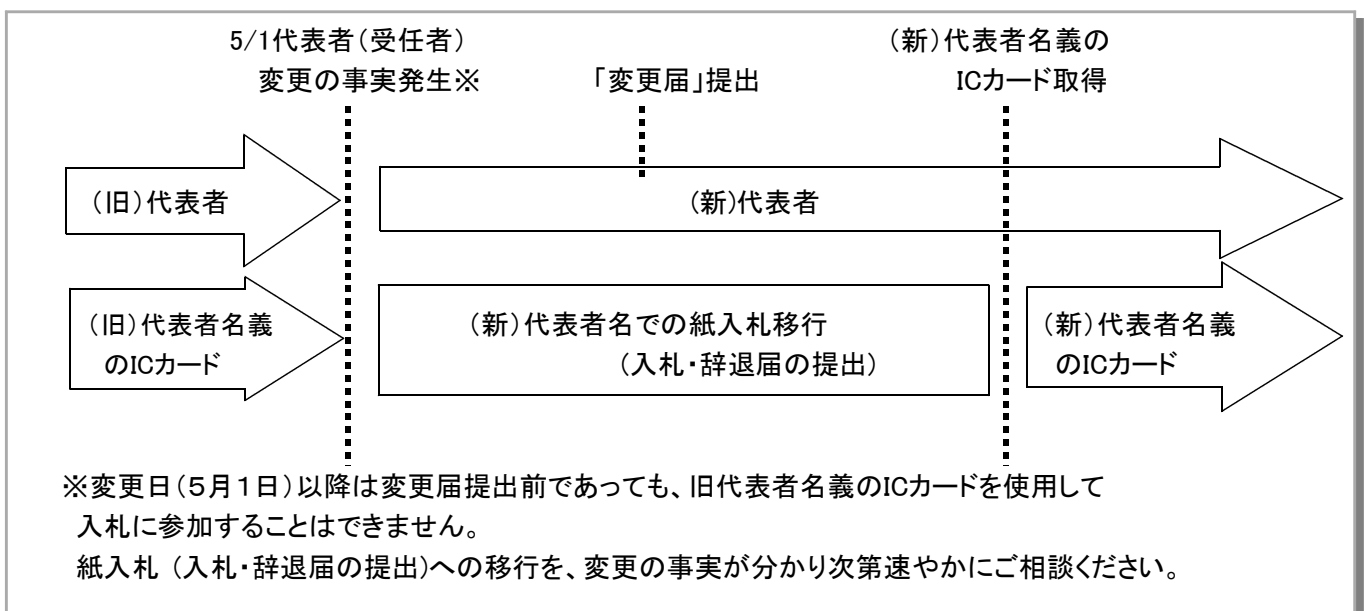 5/1代表者(受任者)
変更の事実発生※
「変更届」提出
(新)代表者名義の
ICカード取得
(旧)代表者
(新)代表者
(旧)代表者名義
のICカード
(新)代表者名での紙入札移行
(入札・辞退届の提出)
(新)代表者名義
のICカード
※変更日(5月1日)以降は変更届提出前であっても、旧代表者名義のICカードを使用して
入札に参加することはできません。
紙入札 (入札・辞退届の提出)への移行を、変更の事実が分かり次第速やかにご相談ください。